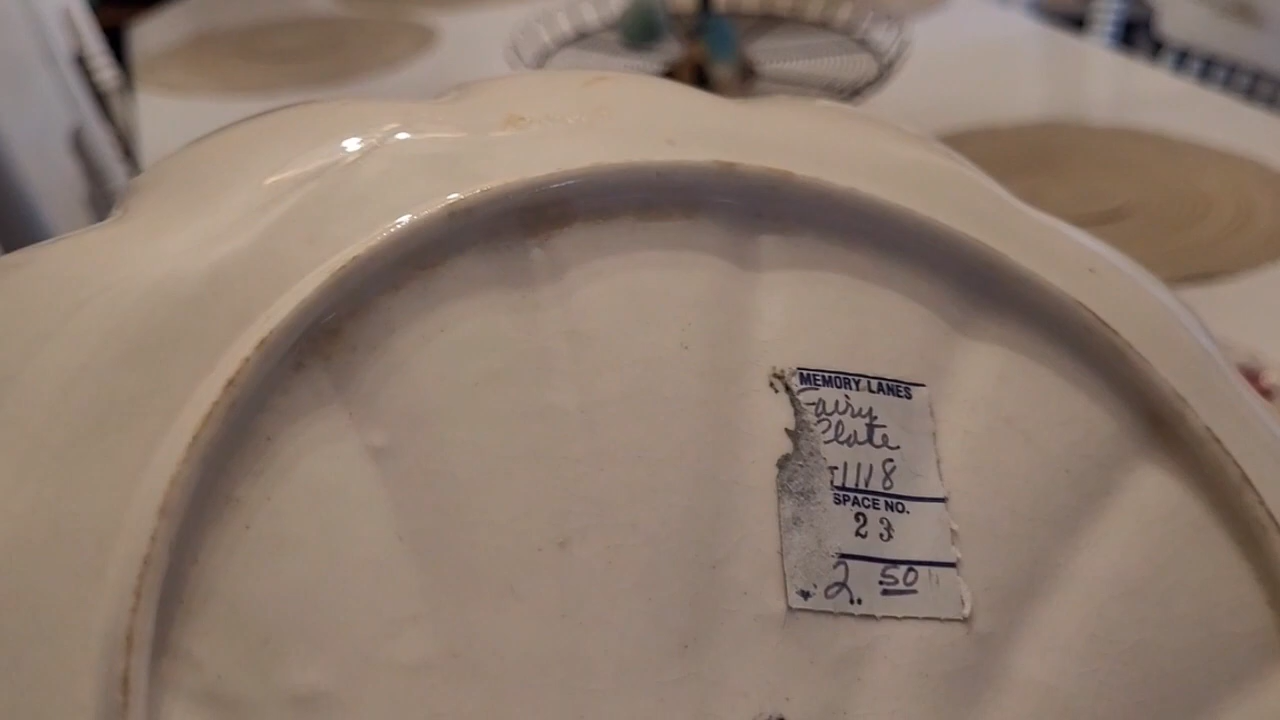 MEMORY LANES
Fairy
Plate
1118
SPACE NO.
23
2.50